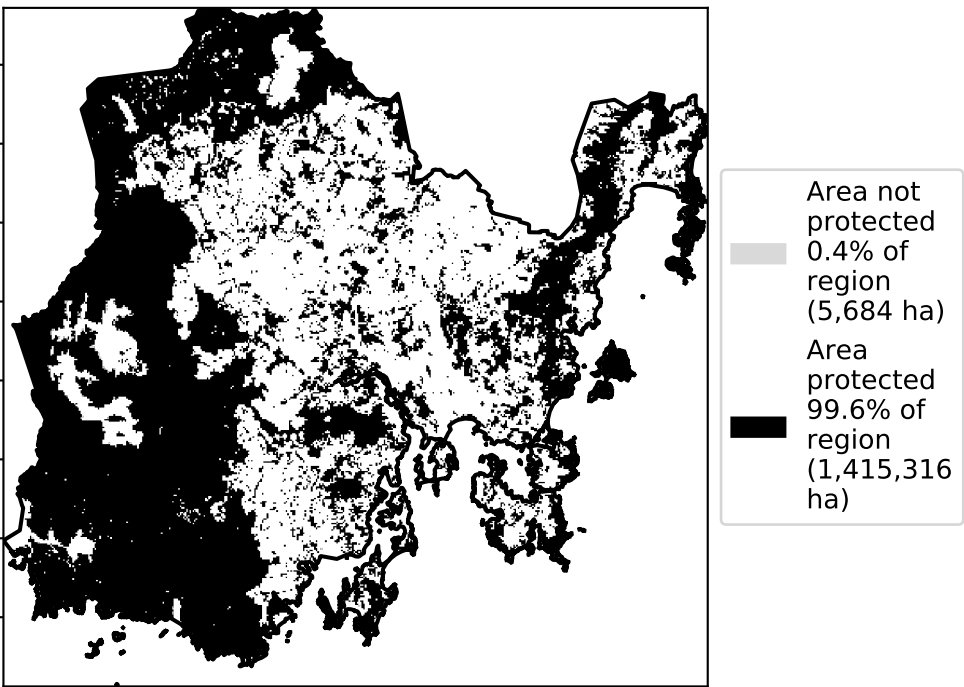 Area not
protected
0.4% of
region
(5,684 ha)
Area
protected
99.6% of
region
(1,415,316
ha)